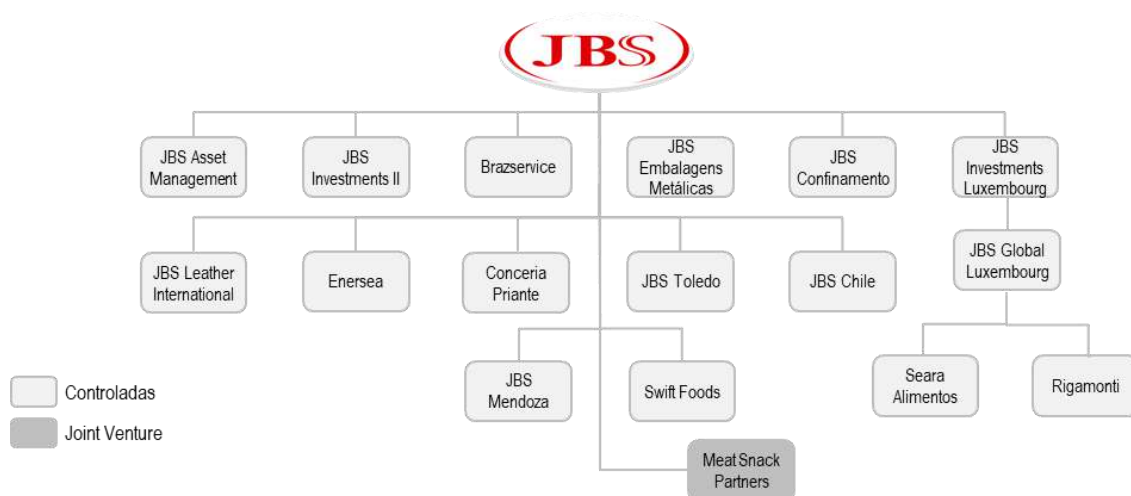 JBS
JBS Asset
Management
JBS
Investments II
Brazservice
JBS
Embalagens
Metálicas
JBS
Confinamento
JBS
Investments
Luxembourg
JBS Leather
International
Enersea
Conceria
Priante
JBS Toledo
JBS Chile
JBS Global
Luxembourg
JBS
Mendoza
Swift Foods
Seara
Alimentos
Rigamonti
Controladas
Joint Venture
Meat Snack
Partners